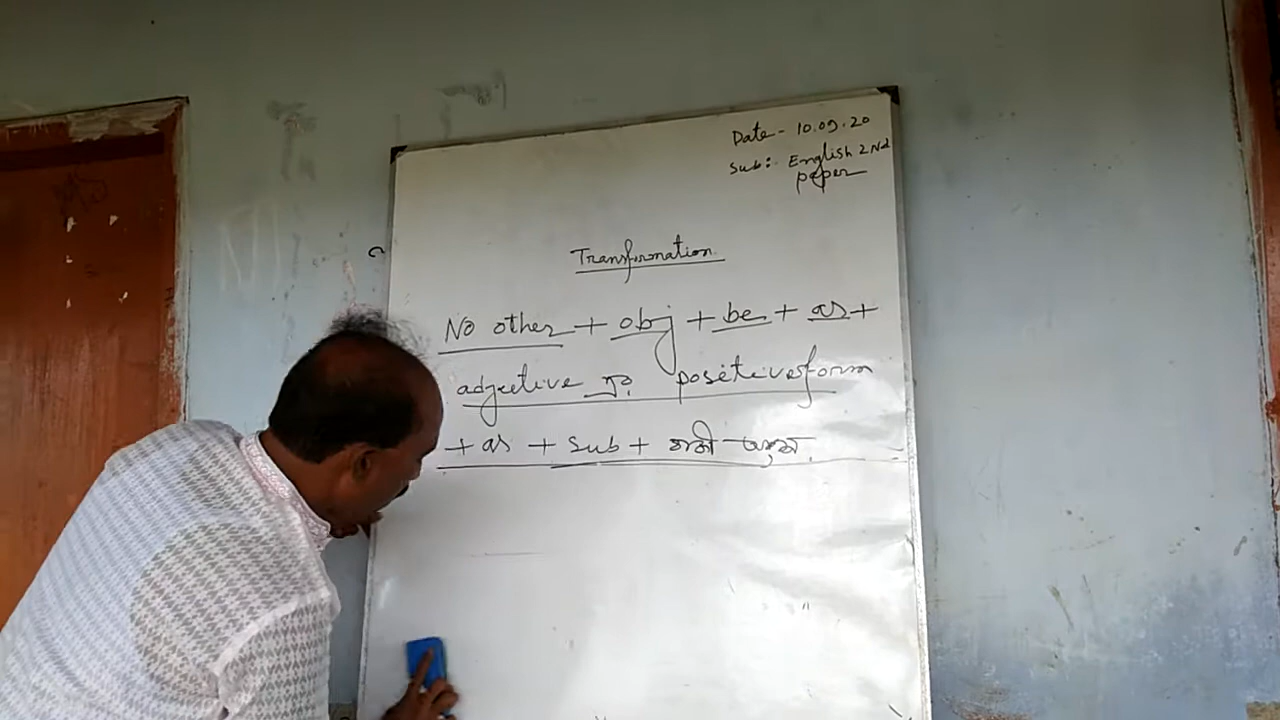 Date - 10.09.20
Sub: English 2nd
paper
Transformation
No other + obj + be + as +
adjective এর positive form
+ as + sub + বাকী অংশ.